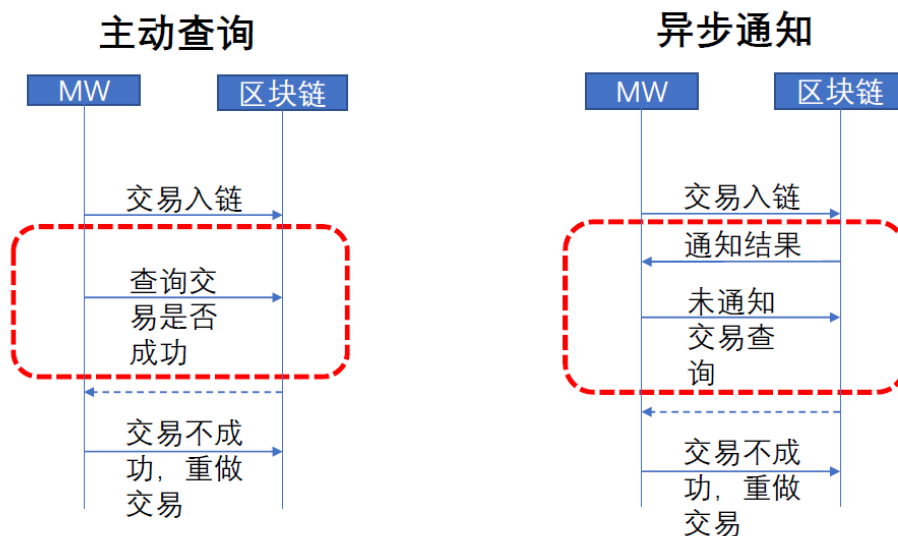 主动查询
MW
区块链
交易入链
查询交
易是否
成功
交易不成
功，重做
交易
异步通知
MW
区块链
交易入链
通知结果
未通知
交易查
询
交易不成
功，重做
交易